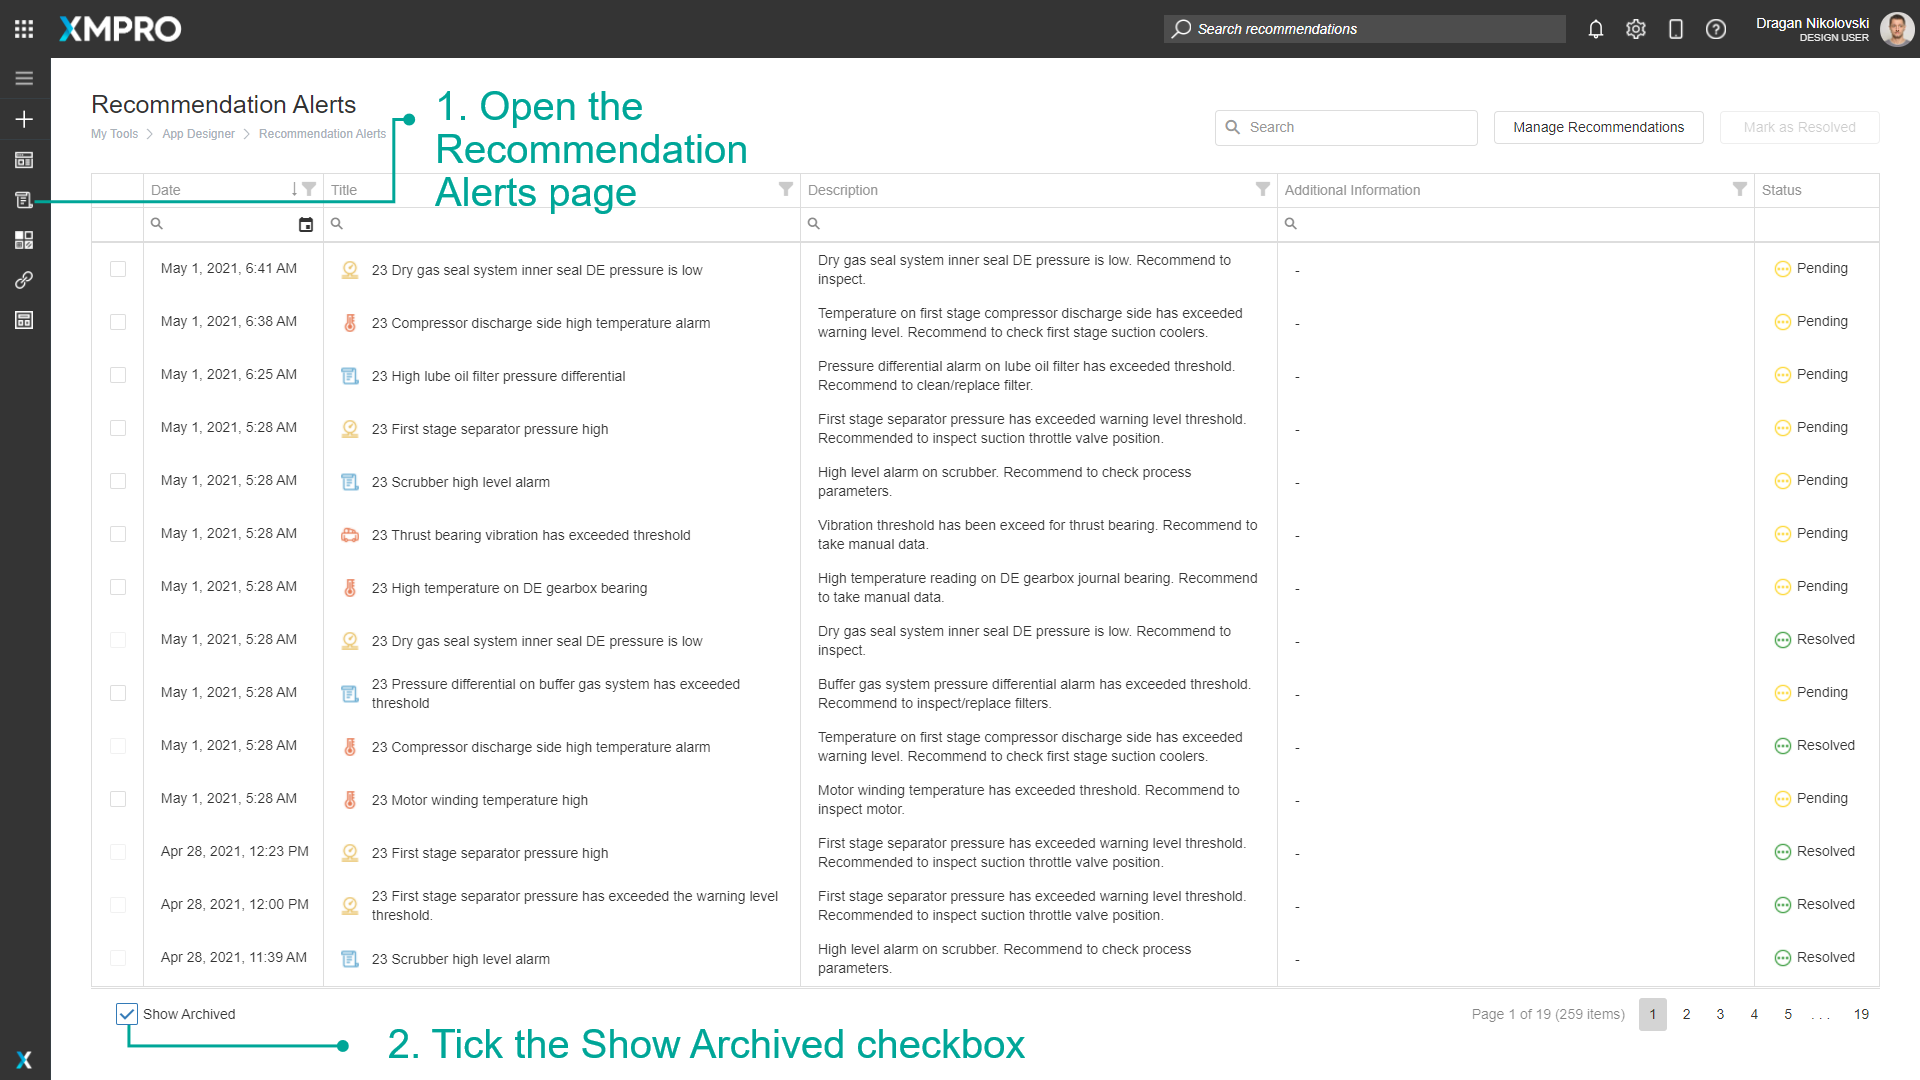 XMPRO
Search recommendations
Dragan Nikolovski
DESIGN USER
Recommendation Alerts
My Tools > App Designer > Recommendation Alerts
1. Open the
Recommendation
Alerts page
Search
Manage Recommendations
Mark as Resolved
Date Title Description Additional Information Status
May 1, 2021, 6:41 AM 23 Dry gas seal system inner seal DE pressure is low Dry gas seal system inner seal DE pressure is low. Recommend to - Pending
inspect.
May 1, 2021, 6:38 AM 23 Compressor discharge side high temperature alarm Temperature on first stage compressor discharge side has exceeded - Pending
warning level. Recommend to check first stage suction coolers.
May 1, 2021, 6:25 AM 23 High lube oil filter pressure differential Pressure differential alarm on lube oil filter has exceeded threshold. - Pending
Recommend to clean/replace filter.
May 1, 2021, 5:28 AM 23 First stage separator pressure high First stage separator pressure has exceeded warning level threshold. - Pending
Recommended to inspect suction throttle valve position.
May 1, 2021, 5:28 AM 23 Scrubber high level alarm High level alarm on scrubber. Recommend to check process - Pending
parameters.
May 1, 2021, 5:28 AM 23 Thrust bearing vibration has exceeded threshold Vibration threshold has been exceed for thrust bearing. Recommend to - Pending
take manual data.
May 1, 2021, 5:28 AM 23 High temperature on DE gearbox bearing High temperature reading on DE gearbox journal bearing. Recommend - Pending
to take manual data.
May 1, 2021, 5:28 AM 23 Dry gas seal system inner seal DE pressure is low Dry gas seal system inner seal DE pressure is low. Recommend to - Resolved
inspect.
May 1, 2021, 5:28 AM 23 Pressure differential on buffer gas system has exceeded Buffer gas system pressure differential alarm has exceeded threshold. - Pending
threshold Recommend to inspect/replace filters.
May 1, 2021, 5:28 AM 23 Compressor discharge side high temperature alarm Temperature on first stage compressor discharge side has exceeded - Resolved
warning level. Recommend to check first stage suction coolers.
May 1, 2021, 5:28 AM 23 Motor winding temperature high Motor winding temperature has exceeded threshold. Recommend to - Pending
inspect motor.
Apr 28, 2021, 12:23 PM 23 First stage separator pressure high First stage separator pressure has exceeded warning level threshold. - Resolved
Recommended to inspect suction throttle valve position.
Apr 28, 2021, 12:00 PM 23 First stage separator pressure has exceeded the warning level First stage separator pressure has exceeded warning level threshold. - Resolved
threshold. Recommended to inspect suction throttle valve position.
Apr 28, 2021, 11:39 AM 23 Scrubber high level alarm High level alarm on scrubber. Recommend to check process - Resolved
parameters.
Show Archived
Page 1 of 19 (259 items) 1 2 3 4 5 . . . 19
2. Tick the Show Archived checkbox